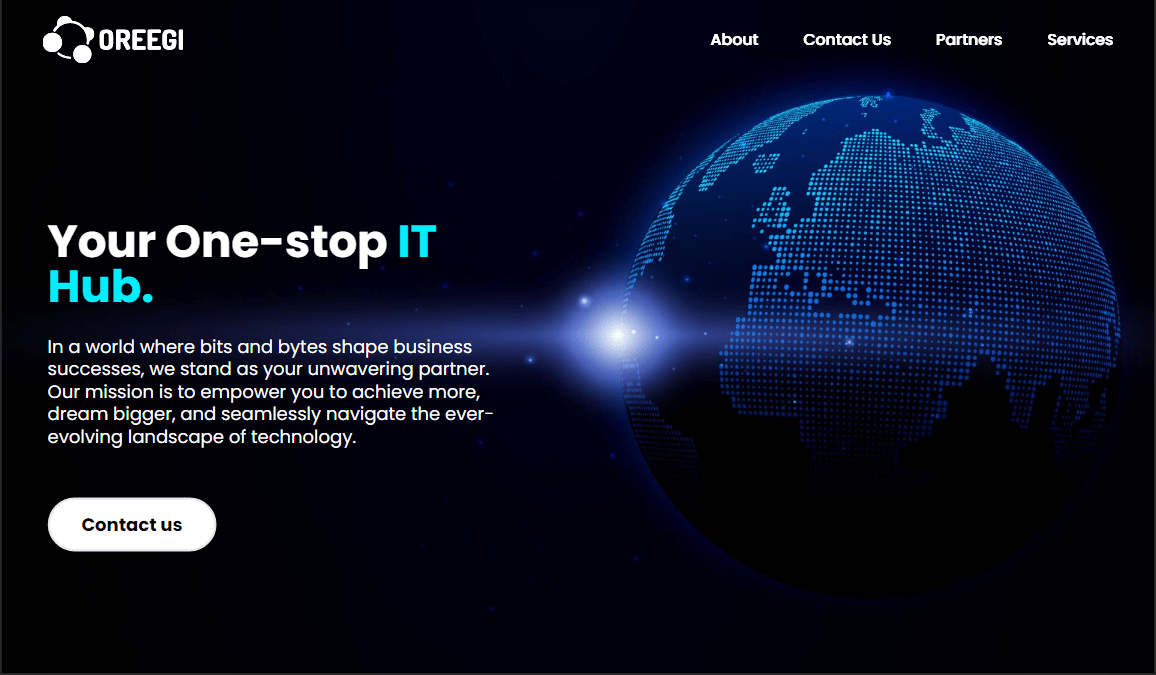 OREEGI
About
Contact Us
Partners
Services
Your One-stop IT
Hub.
In a world where bits and bytes shape business
successes, we stand as your unwavering partner.
Our mission is to empower you to achieve more,
dream bigger, and seamlessly navigate the ever-
evolving landscape of technology.
Contact us